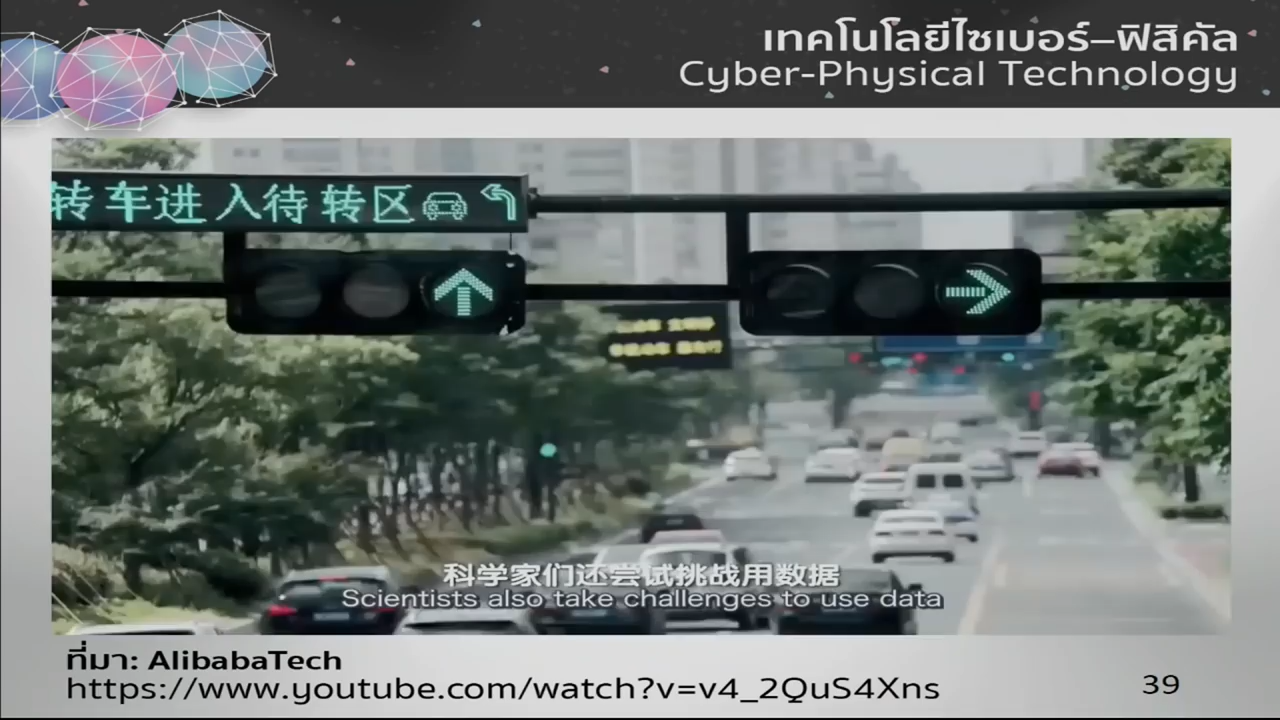 เทคโนโลยีไซเบอร์–ฟิสิคัล
Cyber-Physical Technology
转车进入待转区
科学家们还尝试挑战用数据
Scientists also take challenges to use data
ที่มา: AlibabaTech
https://www.youtube.com/watch?v=v4_2QuS4Xns
39